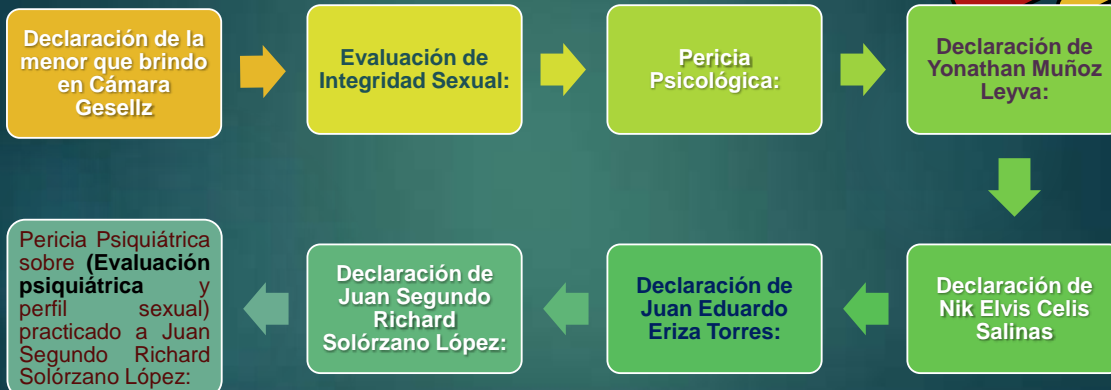 Declaración de la
menor que brindo
en Cámara
Gesellz
Evaluación de
Integridad Sexual:
Pericia
Psicológica:
Declaración de
Yonathan Muñoz
Leyva:
Declaración de
Nik Elvis Celis
Salinas
Declaración de
Juan Eduardo
Eriza Torres:
Declaración de
Juan Segundo
Richard
Solórzano López:
Pericia Psiquiátrica
sobre (Evaluación
psiquiátrica y
perfil sexual)
practicado a Juan
Segundo Richard
Solórzano López: